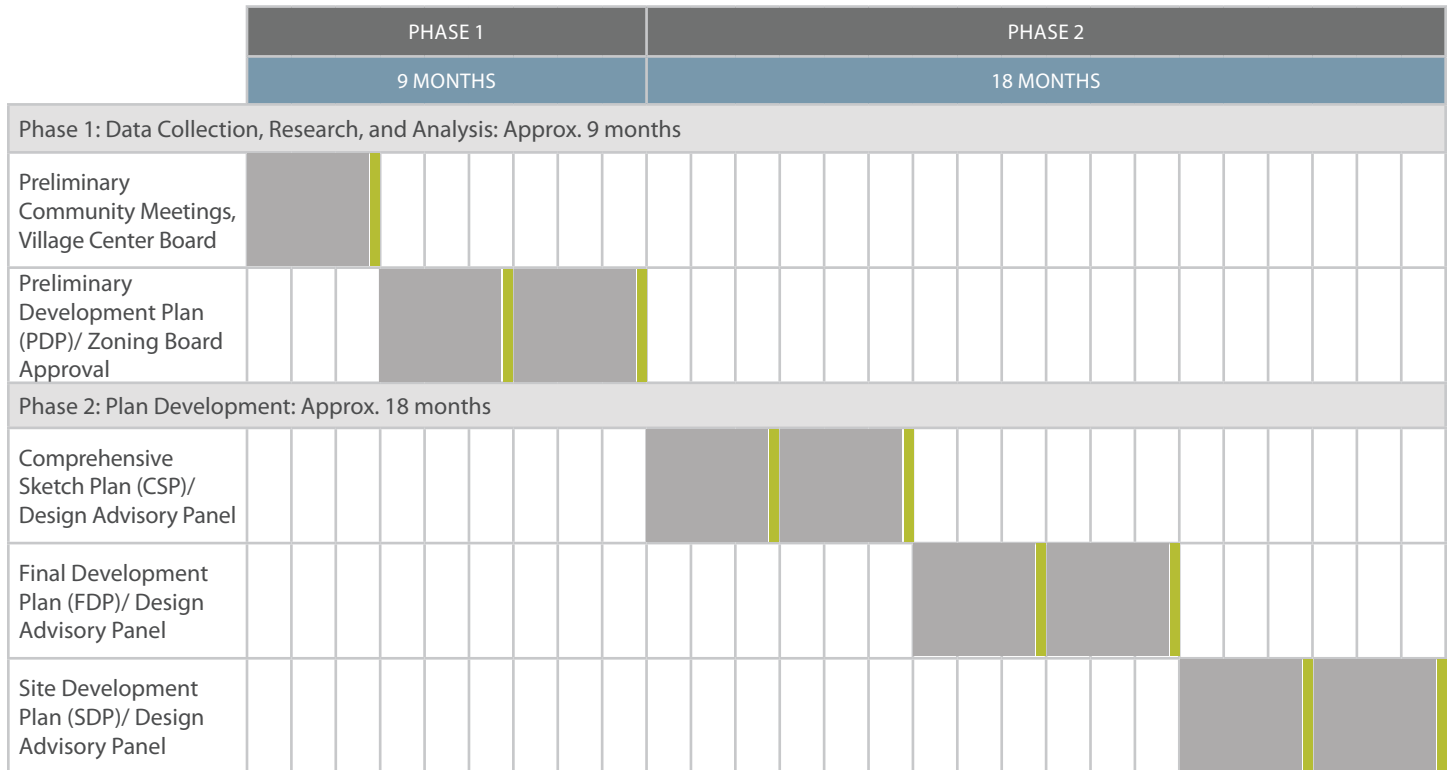 PHASE 1
PHASE 2
9 MONTHS
18 MONTHS
Phase 1: Data Collection, Research, and Analysis: Approx. 9 months
Preliminary
Community Meetings,
Village Center Board
Preliminary
Development Plan
(PDP)/ Zoning Board
Approval
Phase 2: Plan Development: Approx. 18 months
Comprehensive
Sketch Plan (CSP)/
Design Advisory Panel
Final Development
Plan (FDP)/ Design
Advisory Panel
Site Development
Plan (SDP)/ Design
Advisory Panel